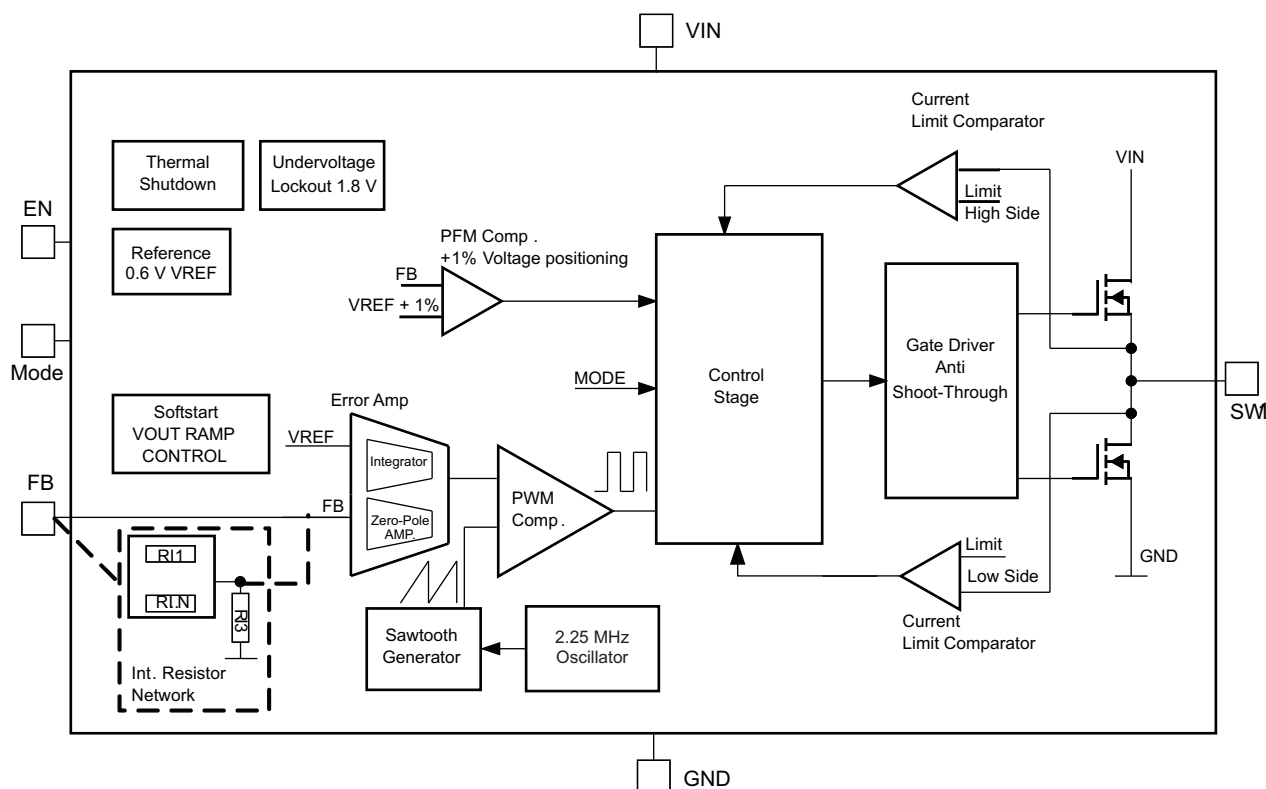 VIN
Current
Limit Comparator
Thermal
Shutdown
Undervoltage
Lockout 1.8 V
VIN
Limit
High Side
EN
Reference
0.6 V VREF
PFM Comp .
+1% Voltage positioning
FB
VREF + 1%
Mode
MODE
Control
Stage
Gate Driver
Anti
Shoot-Through
SW1
Softstart
VOUT RAMP
CONTROL
Error Amp
VREF
Integrator
FB
FB
Zero-Pole
AMP.
PWM
Comp .
RI1
RI..N
RI3
Int. Resistor
Network
Sawtooth
Generator
2.25 MHz
Oscillator
Limit
Low Side
Current
Limit Comparator
GND
GND